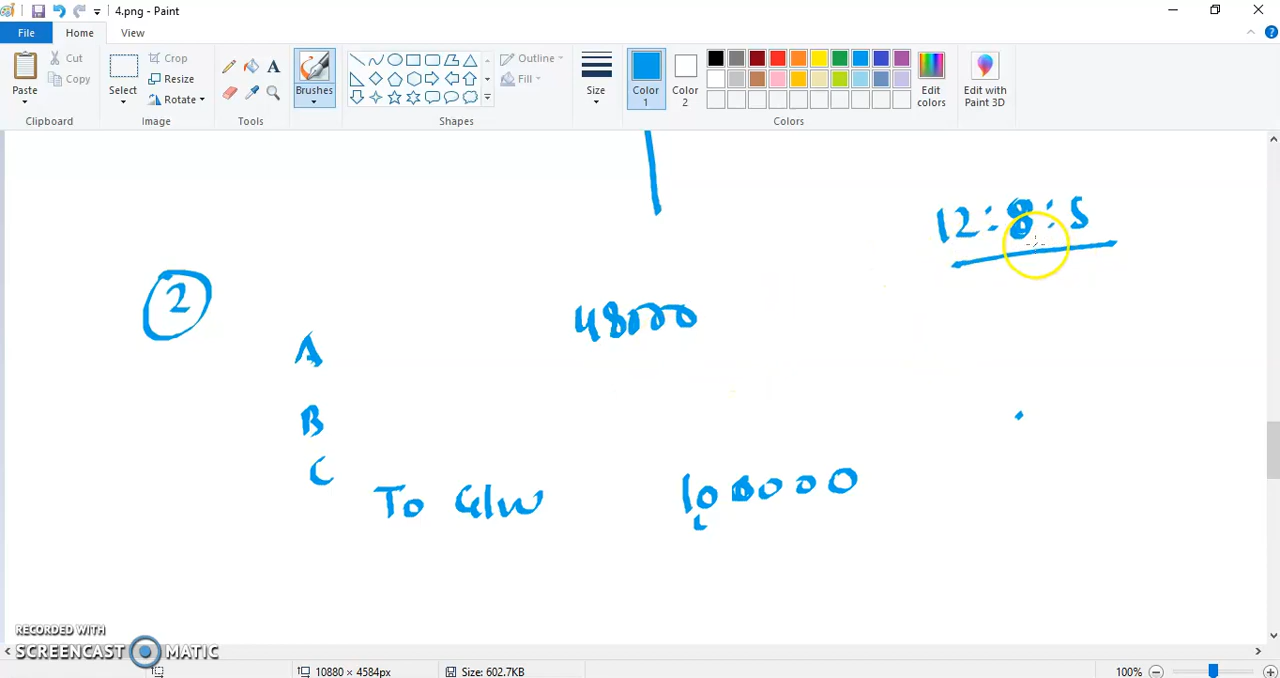 4.png - Paint
File Home View
Paste Cut Copy Select Crop Resize Rotate Brushes Outline Fill Size Color 1 Color 2 Edit colors Edit with Paint 3D
Clipboard Image Tools Shapes Colors
12:8:5
2
48000
A
B
C
To G/W 100000
RECORDED WITH
SCREENCAST MATIC
10880 × 4584px Size: 602.7KB 100%